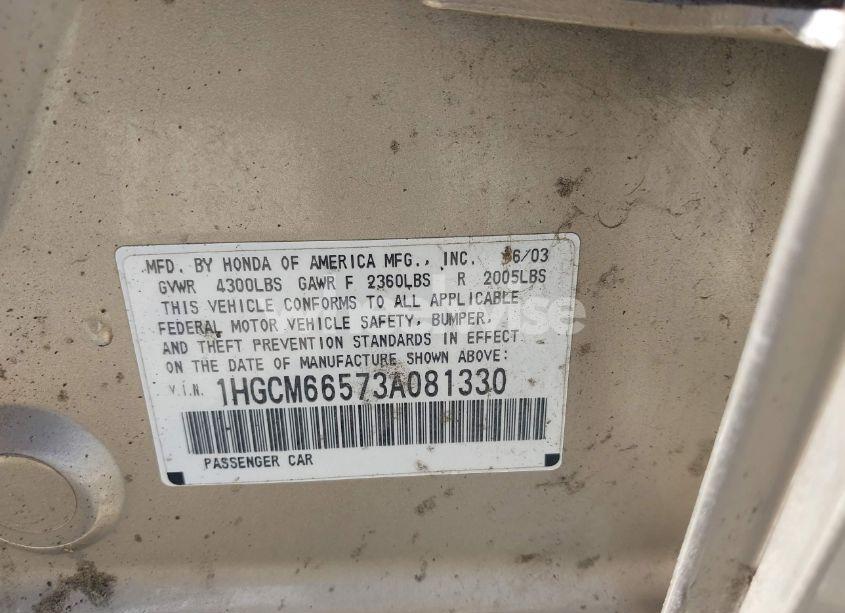 MFD. BY HONDA OF AMERICA MFG., INC. 06/03
GVWR 4300LBS GAWR F 2360LBS R 2005LBS
THIS VEHICLE CONFORMS TO ALL APPLICABLE
FEDERAL MOTOR VEHICLE SAFETY, BUMPER,
AND THEFT PREVENTION STANDARDS IN EFFECT
ON THE DATE OF MANUFACTURE SHOWN ABOVE:
V.I.N. 1HGCM66573A081330
PASSENGER CAR